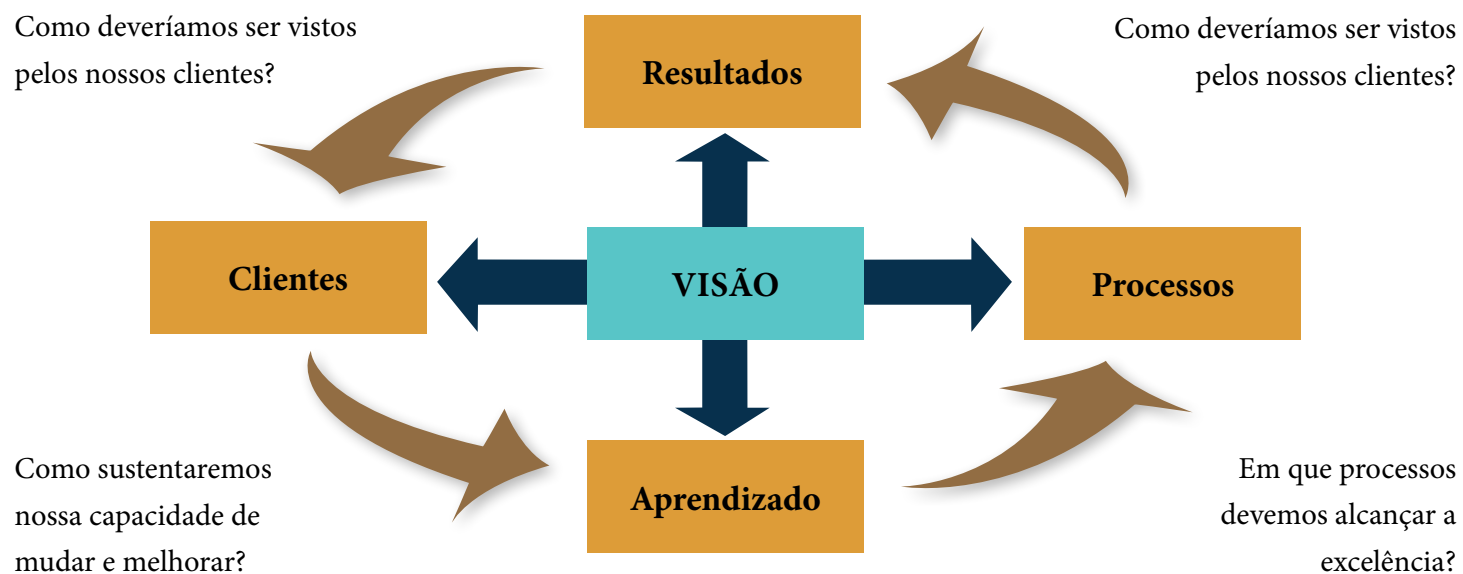 Como deveríamos ser vistos
pelos nossos clientes?
Resultados
Como deveríamos ser vistos
pelos nossos clientes?
Clientes
VISÃO
Processos
Como sustentaremos
nossa capacidade de
mudar e melhorar?
Aprendizado
Em que processos
devemos alcançar a
excelência?